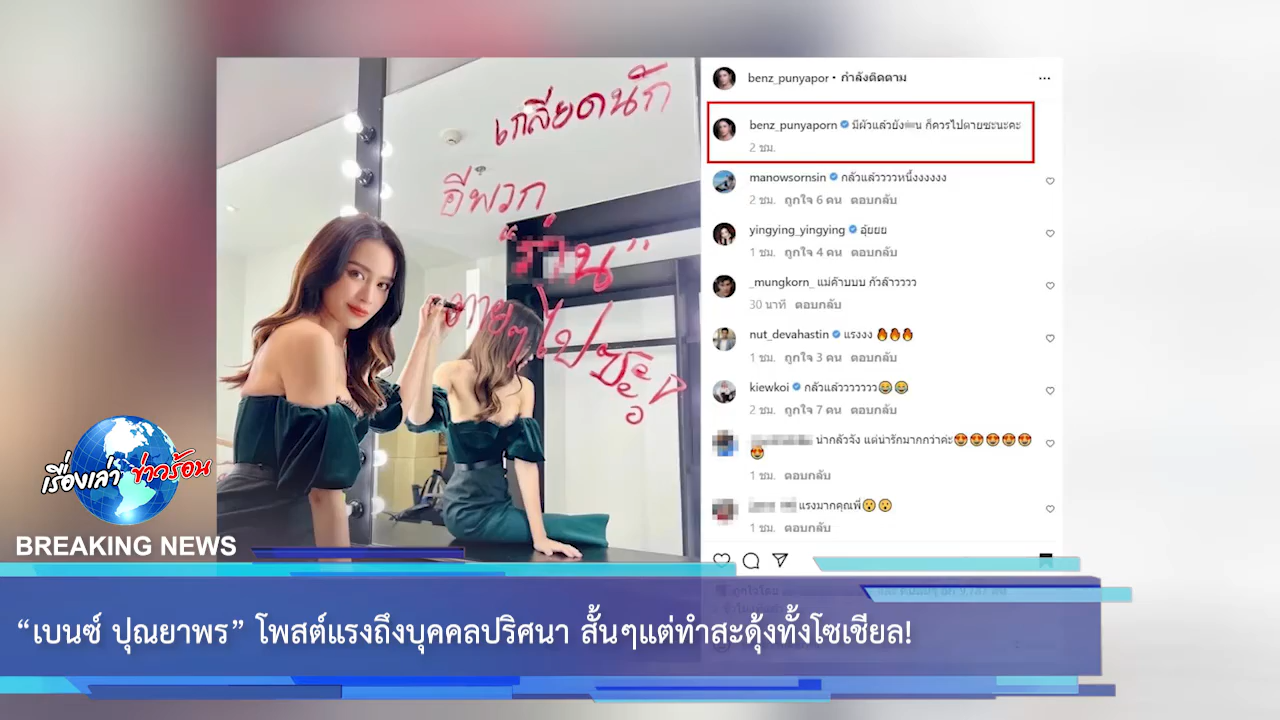 เกลียดนัก
อีพวก
ตายๆไปซะ
benz_punyapor • กำลังติดตาม
benz_punyaporn มีผัวแล้วยัง น ก็ควรไปตายซะนะคะ
2 ชม.
manowsornsin กลัวแล้ววววหนึ้งงงงงง
2 ชม. ถูกใจ 6 คน ตอบกลับ
yingying_yingying อุ้ยยย
1 ชม. ถูกใจ 4 คน ตอบกลับ
_mungkorn_ แม่ค้าบบบ กัวล้าวววว
30 นาที ตอบกลับ
nut_devahastin แรงงง 🔥🔥🔥
1 ชม. ถูกใจ 3 คน ตอบกลับ
kiewkoi กลัวแล้ววววววว😂😂
2 ชม. ถูกใจ 7 คน ตอบกลับ
น่ากลัวจัง แต่น่ารักมากกว่าค่ะ😍😍😍😍😍
😍
1 ชม. ตอบกลับ
แรงมากคุณพี่😮😮
1 ชม. ตอบกลับ
เรื่องเล่า ข่าวร้อน
BREAKING NEWS
“เบนซ์ ปุณยาพร” โพสต์แรงถึงบุคคลปริศนา สั้นๆแต่ทำสะดุ้งทั้งโซเชียล!